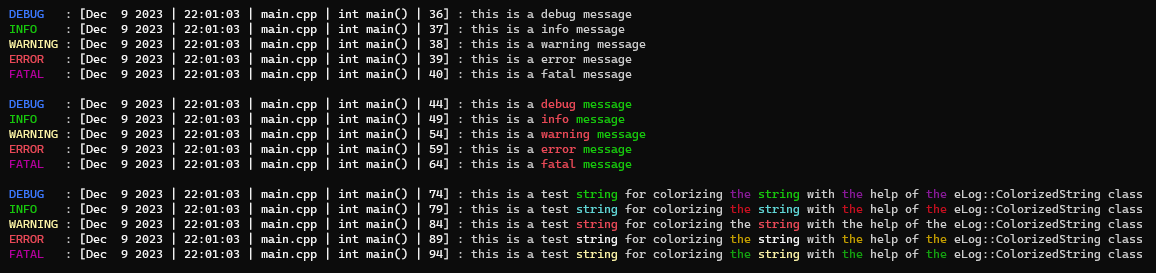 DEBUG   : [Dec  9 2023 | 22:01:03 | main.cpp | int main() | 36] : this is a debug message
INFO    : [Dec  9 2023 | 22:01:03 | main.cpp | int main() | 37] : this is a info message
WARNING : [Dec  9 2023 | 22:01:03 | main.cpp | int main() | 38] : this is a warning message
ERROR   : [Dec  9 2023 | 22:01:03 | main.cpp | int main() | 39] : this is a error message
FATAL   : [Dec  9 2023 | 22:01:03 | main.cpp | int main() | 40] : this is a fatal message
DEBUG   : [Dec  9 2023 | 22:01:03 | main.cpp | int main() | 44] : this is a debug message
INFO    : [Dec  9 2023 | 22:01:03 | main.cpp | int main() | 49] : this is a info message
WARNING : [Dec  9 2023 | 22:01:03 | main.cpp | int main() | 54] : this is a warning message
ERROR   : [Dec  9 2023 | 22:01:03 | main.cpp | int main() | 59] : this is a error message
FATAL   : [Dec  9 2023 | 22:01:03 | main.cpp | int main() | 64] : this is a fatal message
DEBUG   : [Dec  9 2023 | 22:01:03 | main.cpp | int main() | 74] : this is a test string for colorizing the string with the help of the eLog::ColorizedString class
INFO    : [Dec  9 2023 | 22:01:03 | main.cpp | int main() | 79] : this is a test string for colorizing the string with the help of the eLog::ColorizedString class
WARNING : [Dec  9 2023 | 22:01:03 | main.cpp | int main() | 84] : this is a test string for colorizing the string with the help of the eLog::ColorizedString class
ERROR   : [Dec  9 2023 | 22:01:03 | main.cpp | int main() | 89] : this is a test string for colorizing the string with the help of the eLog::ColorizedString class
FATAL   : [Dec  9 2023 | 22:01:03 | main.cpp | int main() | 94] : this is a test string for colorizing the string with the help of the eLog::ColorizedString class